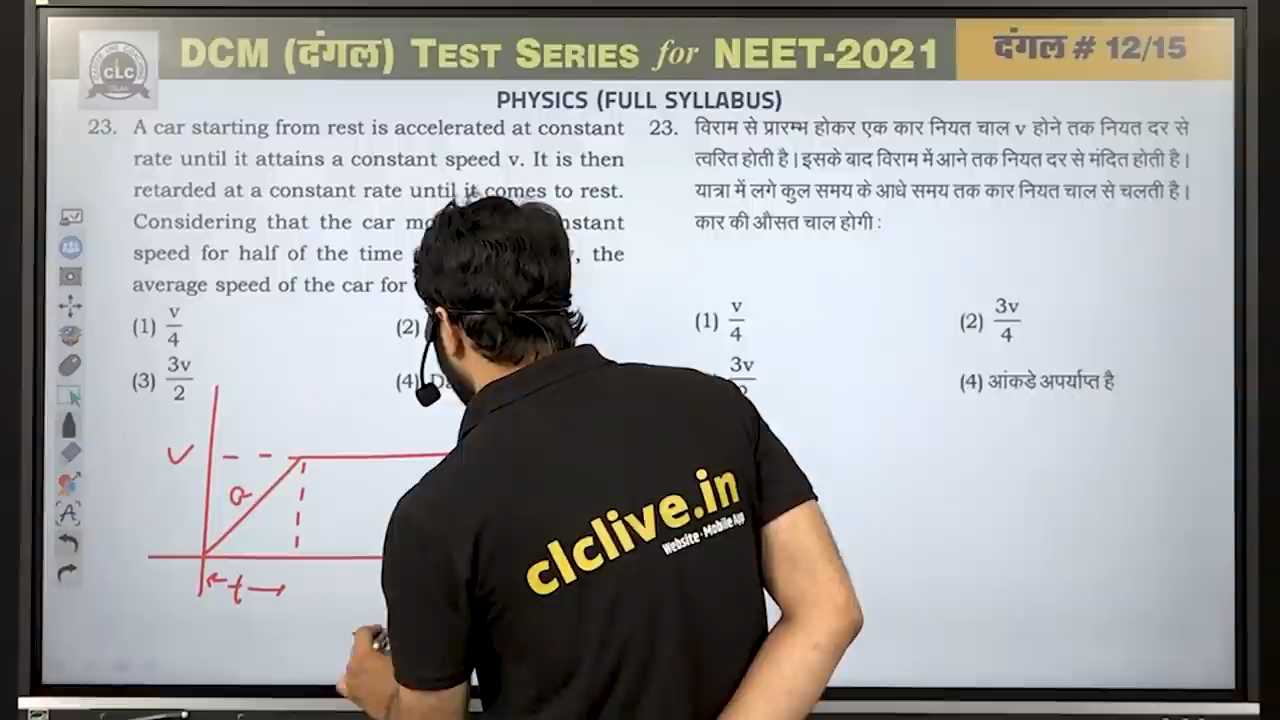 DCM (दंगल) TEST SERIES for NEET-2021
दंगल # 12/15
CLC
PHYSICS (FULL SYLLABUS)
23. A car starting from rest is accelerated at constant
rate until it attains a constant speed v. It is then
retarded at a constant rate until it comes to rest.
Considering that the car
speed for half of the time , the
average speed of the car for
(1) v/4
(2)
(3) 3v/2
(4)
23. विराम से प्रारम्भ होकर एक कार नियत चाल v होने तक नियत दर से
त्वरित होती है। इसके बाद विराम में आने तक नियत दर से मंदित होती है।
यात्रा में लगे कुल समय के आधे समय तक कार नियत चाल से चलती है।
कार की औसत चाल होगी :
(1) v/4
(2) 3v/4
3v
(4) आंकडे अपर्याप्त है
v
a
t
clclive.in
Website • Mobile App